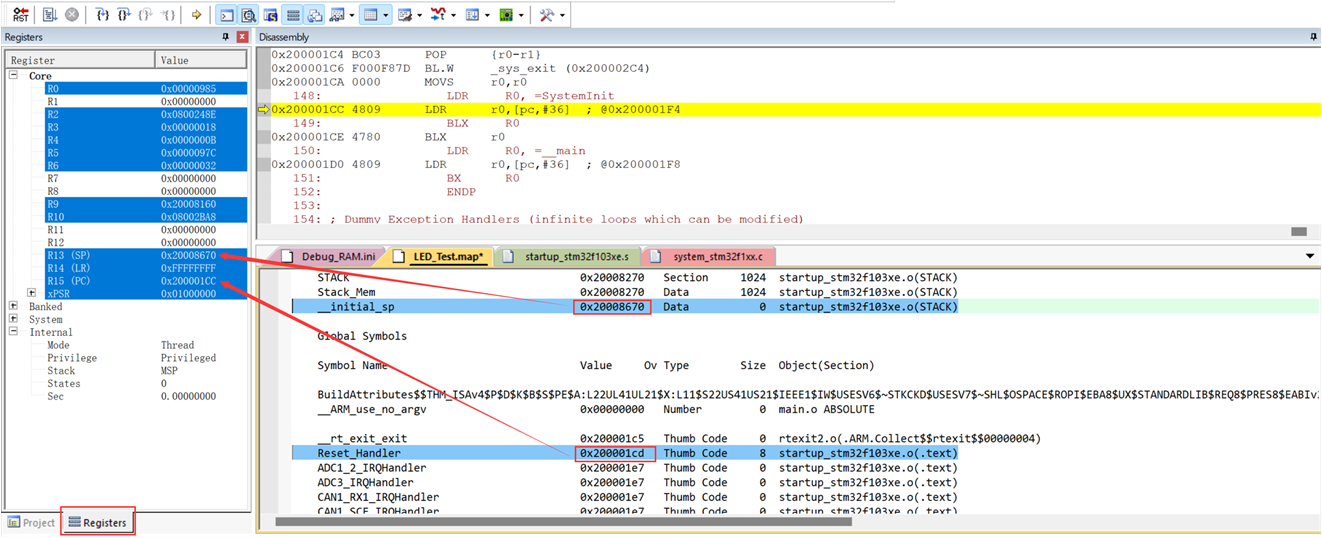 RST
Registers
Disassembly
Register Value
Core
R0 0x00000985
R1 0x00000000
R2 0x0800248E
R3 0x00000018
R4 0x0000000B
R5 0x0000097C
R6 0x00000032
R7 0x00000000
R8 0x00000000
R9 0x20008160
R10 0x08002BA8
R11 0x00000000
R12 0x00000000
R13 (SP) 0x20008670
R14 (LR) 0xFFFFFFFF
R15 (PC) 0x200001CC
xPSR 0x01000000
Banked
System
Internal
Mode Thread
Privilege Privileged
Stack MSP
States 0
Sec 0.00000000
Project Registers
0x200001C4 BC03 POP {r0-r1}
0x200001C6 F000F87D BL.W _sys_exit (0x200002C4)
0x200001CA 0000 MOVS r0,r0
148: LDR R0, =SystemInit
0x200001CC 4809 LDR r0,[pc,#36] ; @0x200001F4
149: BLX R0
0x200001CE 4780 BLX r0
150: LDR R0, =__main
0x200001D0 4809 LDR r0,[pc,#36] ; @0x200001F8
151: BX R0
152: ENDP
153:
154: ; Dummy Exception Handlers (infinite loops which can be modified)
Debug_RAM.ini LED_Test.map* startup_stm32f103xe.s system_stm32f1xx.c
STACK 0x20008270 Section 1024 startup_stm32f103xe.o(STACK)
Stack_Mem 0x20008270 Data 1024 startup_stm32f103xe.o(STACK)
__initial_sp 0x20008670 Data 0 startup_stm32f103xe.o(STACK)
Global Symbols
Symbol Name Value Ov Type Size Object(Section)
BuildAttributes$$THM_ISAv4$P$D$K$B$S$PE$A:L22UL41UL21$X:L11$S22US41US21$IEEE1$IW$USESV6$~STKCKD$USESV7$~SHL$OSPACE$ROPI$EBA8$UX$STANDARDLIB$REQ8$PRES8$EABIv
__ARM_use_no_argv 0x00000000 Number 0 main.o ABSOLUTE
__rt_exit_exit 0x200001c5 Thumb Code 0 rtexit2.o(.ARM.Collect$$rtexit$$00000004)
Reset_Handler 0x200001cd Thumb Code 8 startup_stm32f103xe.o(.text)
ADC1_2_IRQHandler 0x200001e7 Thumb Code 0 startup_stm32f103xe.o(.text)
ADC3_IRQHandler 0x200001e7 Thumb Code 0 startup_stm32f103xe.o(.text)
CAN1_RX1_IRQHandler 0x200001e7 Thumb Code 0 startup_stm32f103xe.o(.text)
CAN1_SCE_IRQHandler 0x200001e7 Thumb Code 0 startup_stm32f103xe.o(.text)